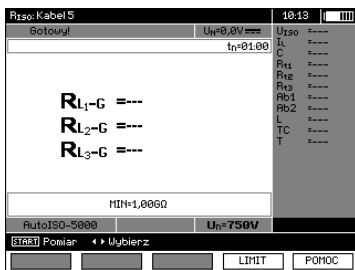 Riso: Kabel 5 10:13
Gotowy! UN=0,0V
tn=01:00
RL1-G =---
RL2-G =---
RL3-G =---
MIN=1,00GΩ
AutoISO-5000 Un=750V
UISO =---
IL =---
C =---
Rt1 =---
Rt2 =---
Rt3 =---
Ab1 =---
Ab2 =---
L =---
TC =---
T =---
START Pomiar Wybierz
LIMIT POMOC